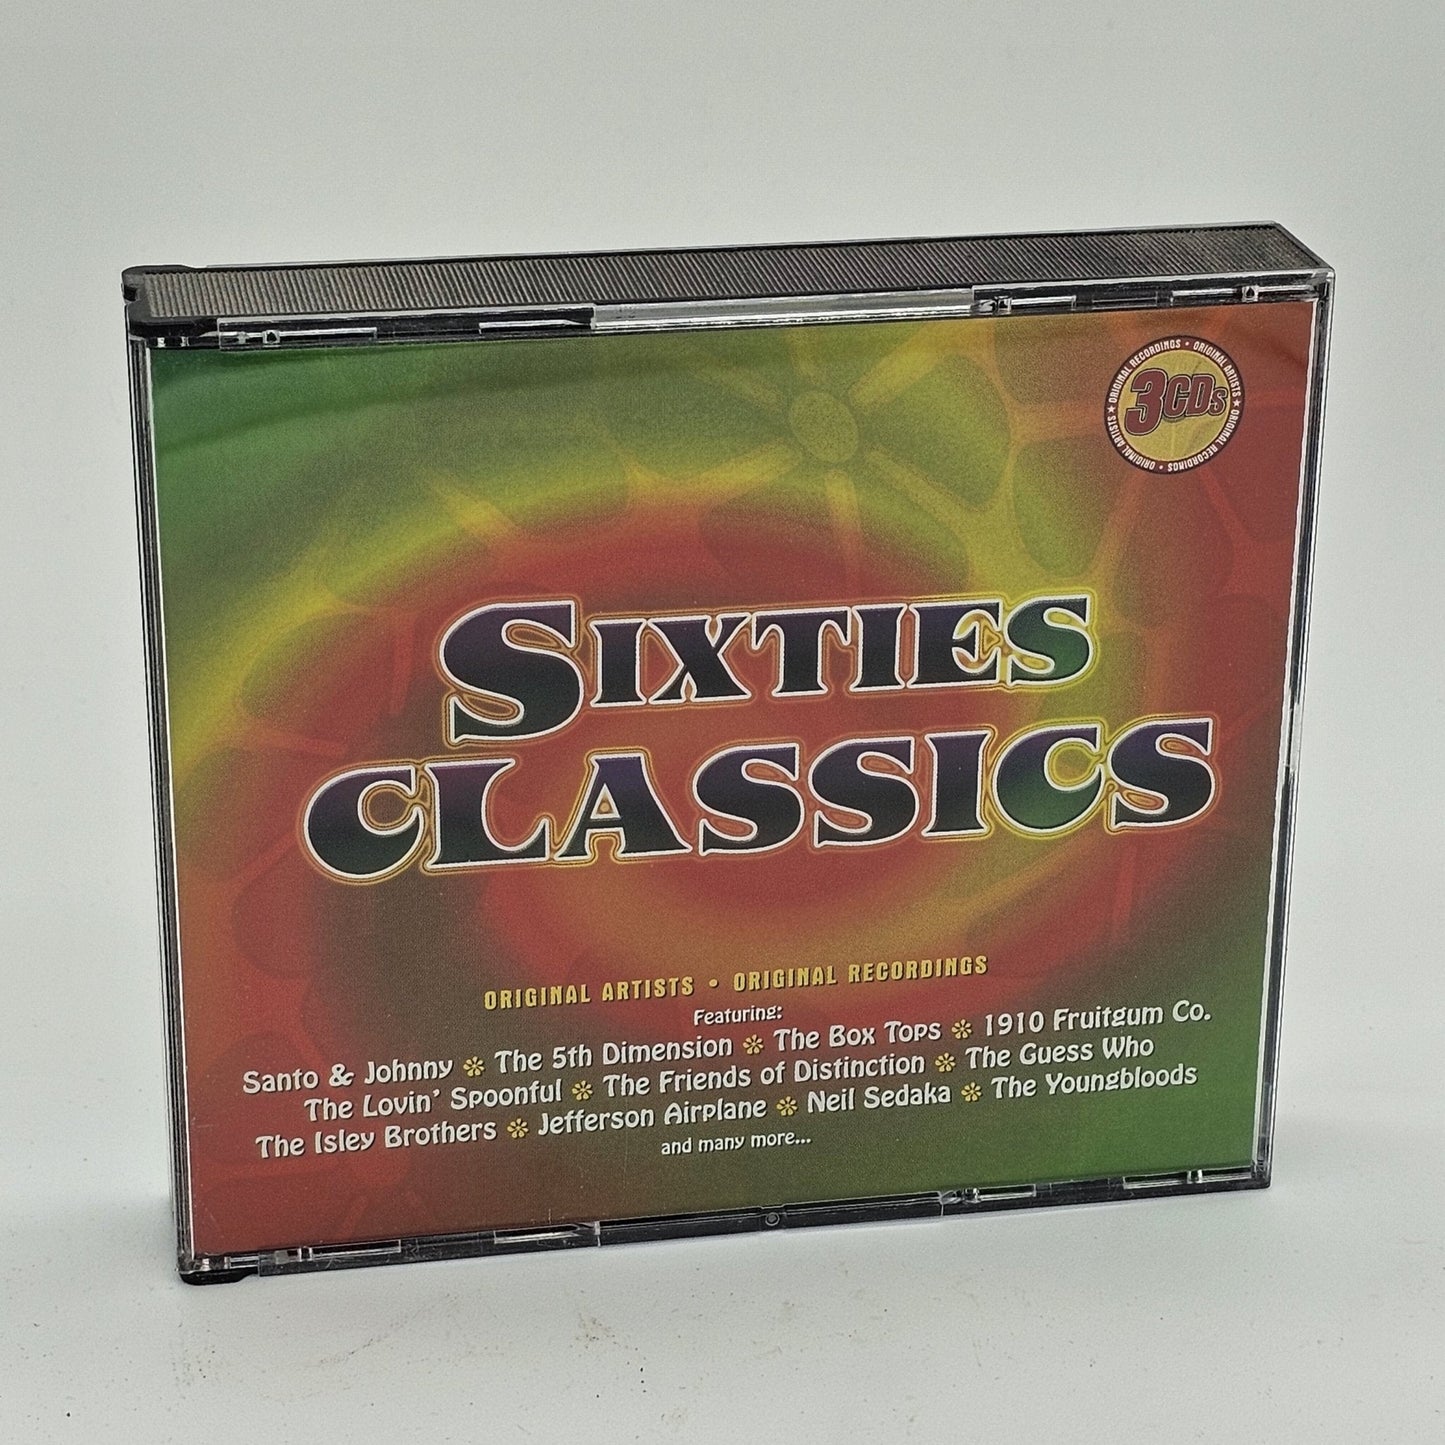 ORIGINAL RECORDINGS • ORIGINAL ARTISTS ★ ORIGINAL RECORDINGS • ORIGINAL ARTISTS ★
3CDs
SIXTIES
CLASSICS
ORIGINAL ARTISTS • ORIGINAL RECORDINGS
Featuring:
Santo & Johnny ❇ The 5th Dimension ❇ The Box Tops ❇ 1910 Fruitgum Co.
The Lovin' Spoonful ❇ The Friends of Distinction ❇ The Guess Who
The Isley Brothers ❇ Jefferson Airplane ❇ Neil Sedaka ❇ The Youngbloods
and many more...